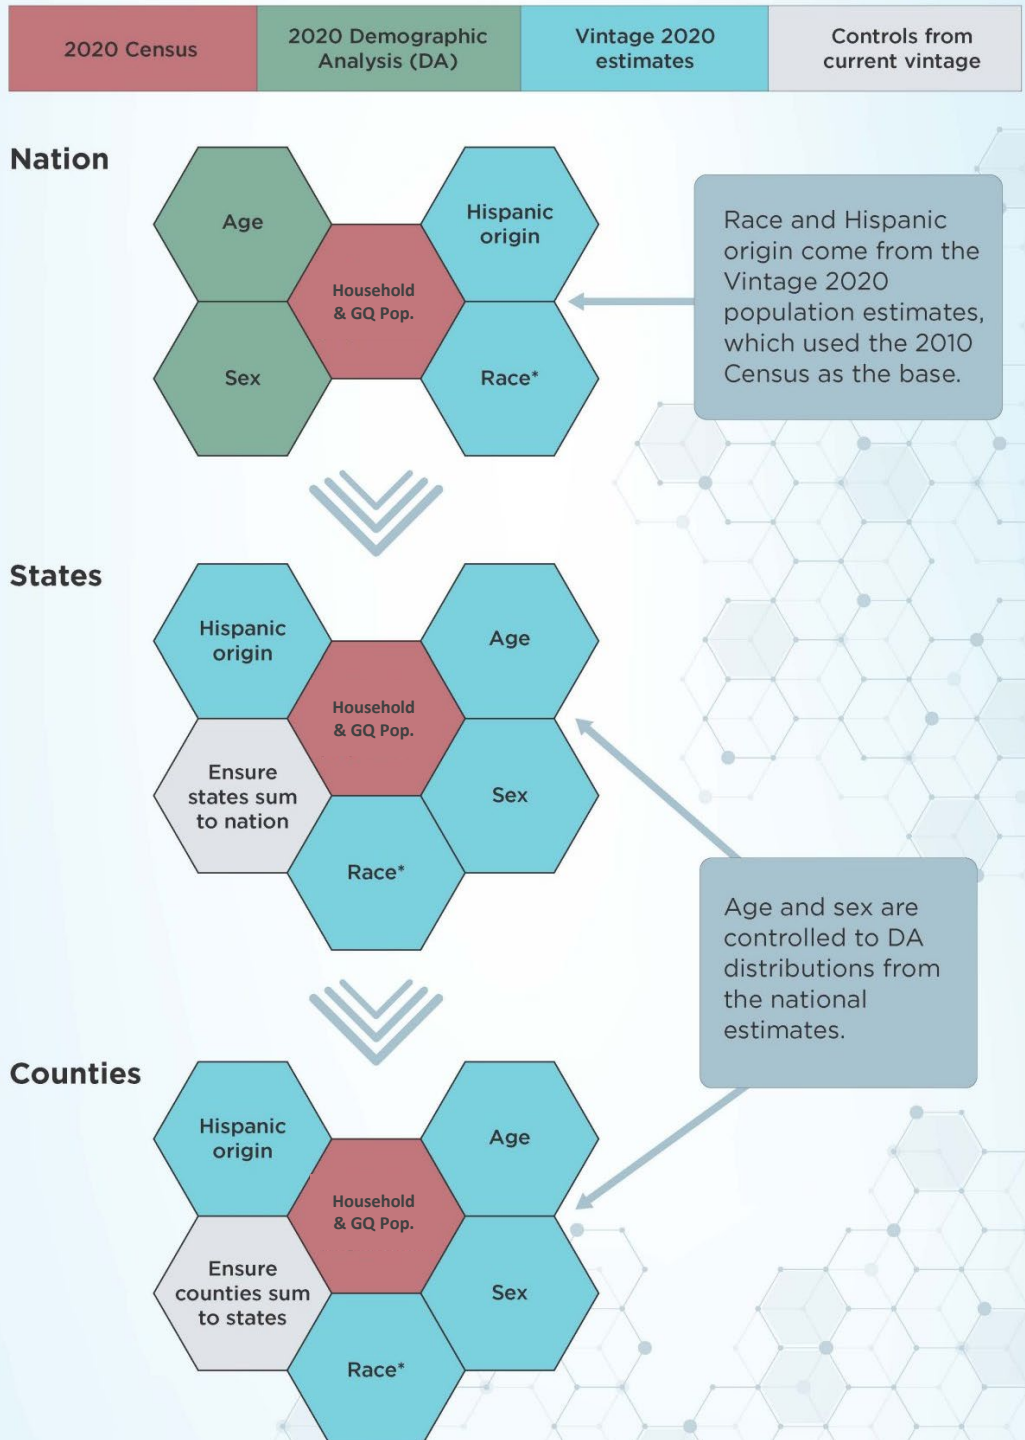 2020 Census
2020 Demographic
Analysis (DA)
Vintage 2020
estimates
Controls from
current vintage
Nation
Age
Sex
Household
& GQ Pop.
Hispanic
origin
Race*
Race and Hispanic
origin come from the
Vintage 2020
population estimates,
which used the 2010
Census as the base.
States
Hispanic
origin
Ensure
states sum
to nation
Household
& GQ Pop.
Race*
Age
Sex
Age and sex are
controlled to DA
distributions from
the national
estimates.
Counties
Hispanic
origin
Ensure
counties sum
to states
Household
& GQ Pop.
Race*
Age
Sex